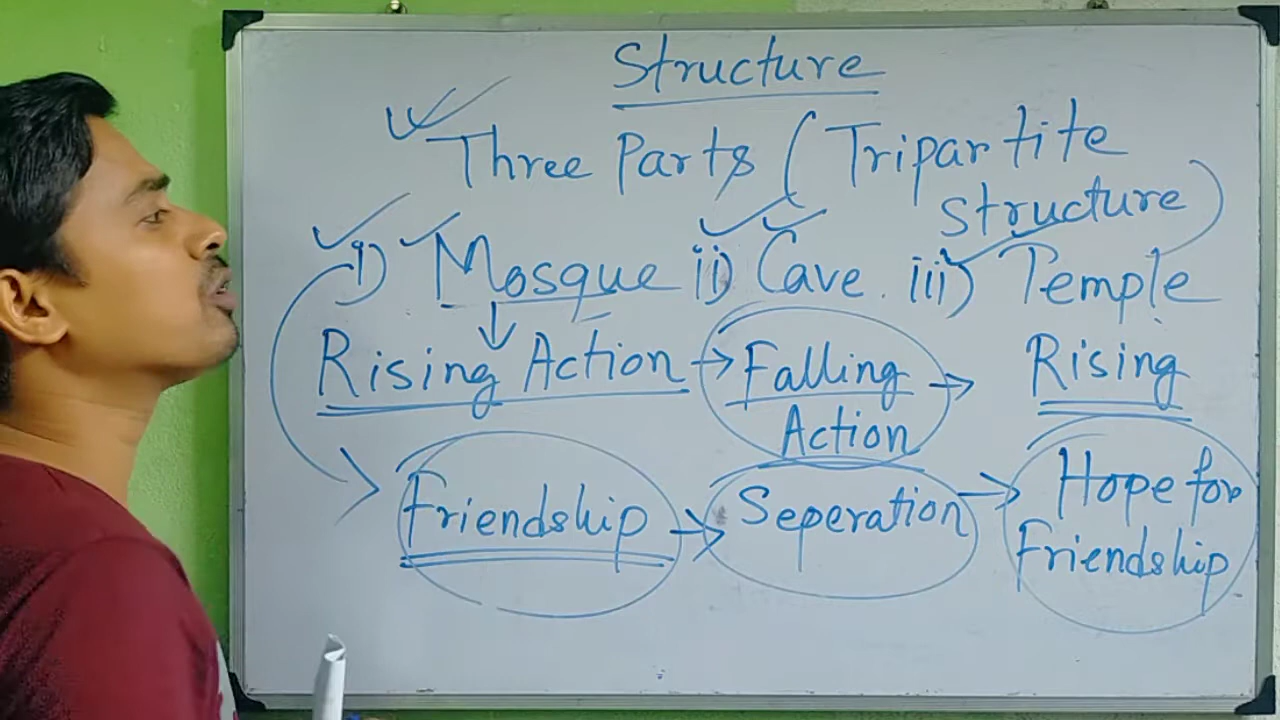 Structure
Three Parts (Tripartite
structure)
i) Mosque ii) Cave. iii) Temple
Rising Action → Falling → Rising
Action
Friendship → Seperation → Hope for
Friendship